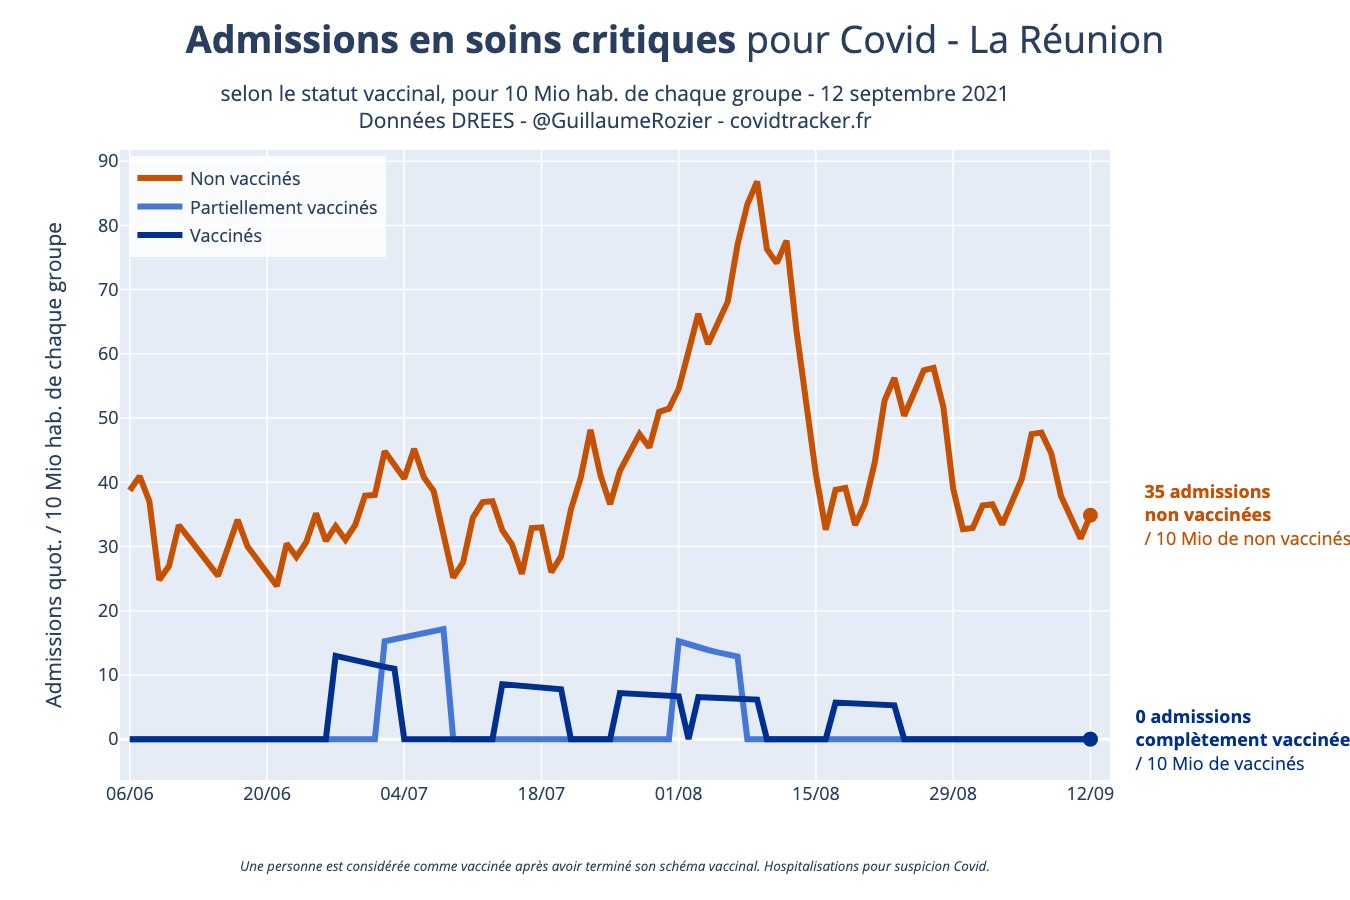 Admissions en soins critiques pour Covid - La Réunion
selon le statut vaccinal, pour 10 Mio hab. de chaque groupe - 12 septembre 2021
Données DREES - @GuillaumeRozier - covidtracker.fr
Admissions quot. / 10 Mio hab. de chaque groupe
90
80
70
60
50
40
30
20
10
0
Non vaccinés
Partiellement vaccinés
Vaccinés
35 admissions
non vaccinées
/ 10 Mio de non vaccinés
0 admissions
complètement vaccinée
/ 10 Mio de vaccinés
06/06
20/06
04/07
18/07
01/08
15/08
29/08
12/09
Une personne est considérée comme vaccinée après avoir terminé son schéma vaccinal. Hospitalisations pour suspicion Covid.